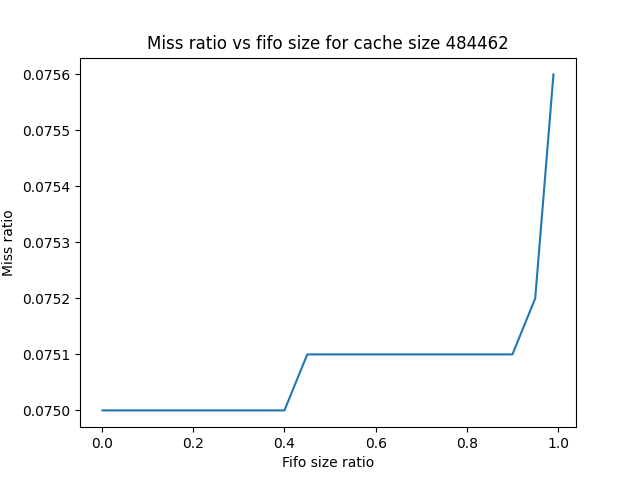 Miss ratio vs fifo size for cache size 484462
0.0756
0.0755
0.0754
0.0753
0.0752
0.0751
0.0750
Miss ratio
0.0 0.2 0.4 0.6 0.8 1.0
Fifo size ratio